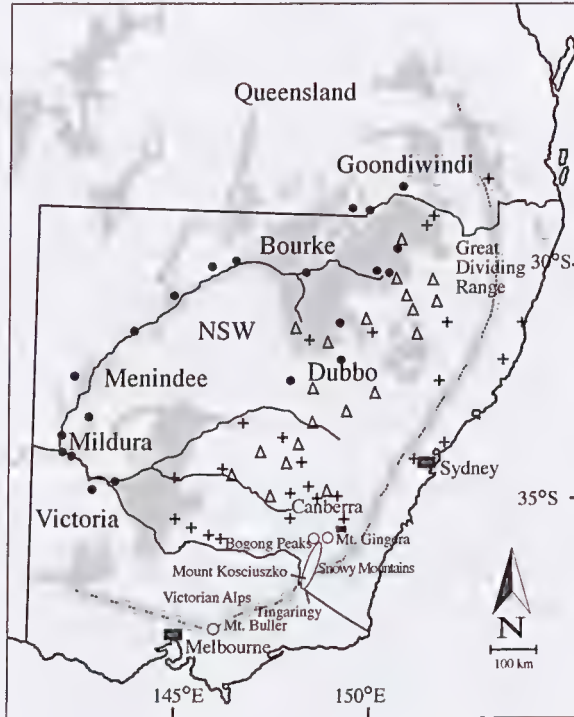 Queensland
Goondiwindi
Bourke
Great
Dividing
Range
30°S
NSW
Menindee
Dubbo
Mildura
Sydney
Canberra
35°S
Victoria
Bogong Peaks
Mt. Gingera
Mount Kosciuszko
Snowy Mountains
Victorian Alps
Tingaringy
Mt. Buller
Melbourne
N
100 km
145°E
150°E